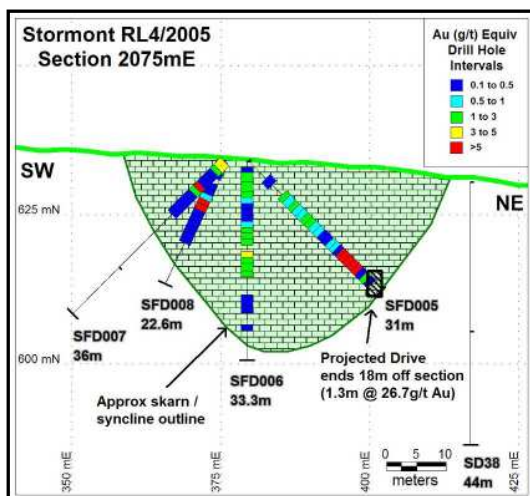 Stormont RL4/2005
Section 2075mE
Au (g/t) Equiv
Drill Hole
Intervals
0.1 to 0.5
0.5 to 1
1 to 3
3 to 5
>5
SW
NE
625
SFD008
22.6m
SFD007
36m
SFD005
31m
600 mN
SFD006
33.3m
Approx skarn /
syncline outline
Projected Drive
ends 18m off section
(1.3m @ 26.7g/t Au)
0 5 10
meters
SD38
44m
350 mE
375 mE
400 mE
425 mE